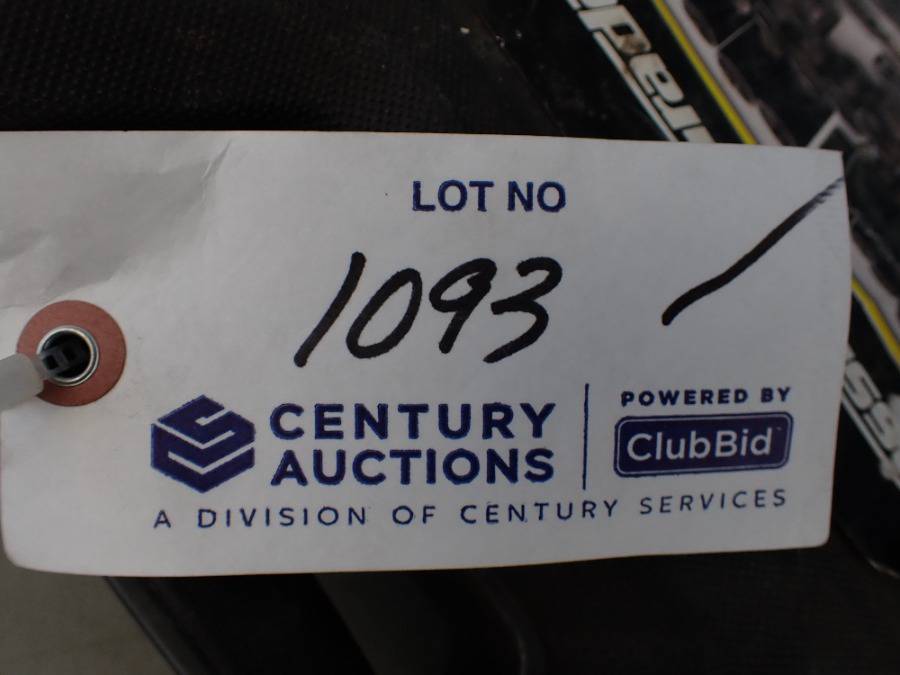 LOT NO
1093
CENTURY
AUCTIONS
POWERED BY
ClubBid
A DIVISION OF CENTURY SERVICES